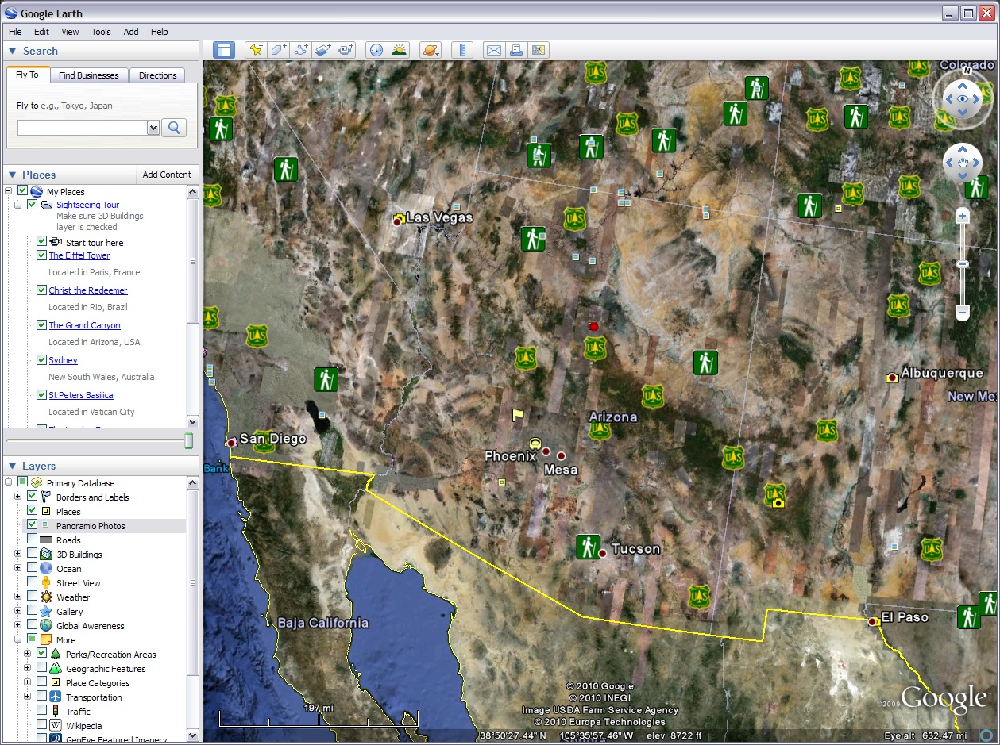 Google Earth
File Edit View Tools Add Help
Search
Fly To Find Businesses Directions
Fly to e.g., Tokyo, Japan
Places Add Content
My Places
Sightseeing Tour
Make sure 3D Buildings
layer is checked
Start tour here
The Eiffel Tower
Located in Paris, France
Christ the Redeemer
Located in Rio, Brazil
The Grand Canyon
Located in Arizona, USA
Sydney
New South Wales, Australia
St Peters Basilica
Located in Vatican City
Layers
Primary Database
Borders and Labels
Places
Panoramio Photos
Roads
3D Buildings
Ocean
Street View
Weather
Gallery
Global Awareness
More
Parks/Recreation Areas
Geographic Features
Place Categories
Transportation
Traffic
Wikipedia
GeoEye Featured Imagery
Colorado
N
Las Vegas
Albuquerque
New Me
Arizona
San Diego
Bank
Phoenix
Mesa
Tucson
El Paso
Baja California
197 mi
© 2010 Google
© 2010 INEGI
Image USDA Farm Service Agency
© 2010 Europa Technologies
©2009 Google
38°50'27.44" N 105°35'57.46" W elev 8722 ft
Eye alt 632.47 mi